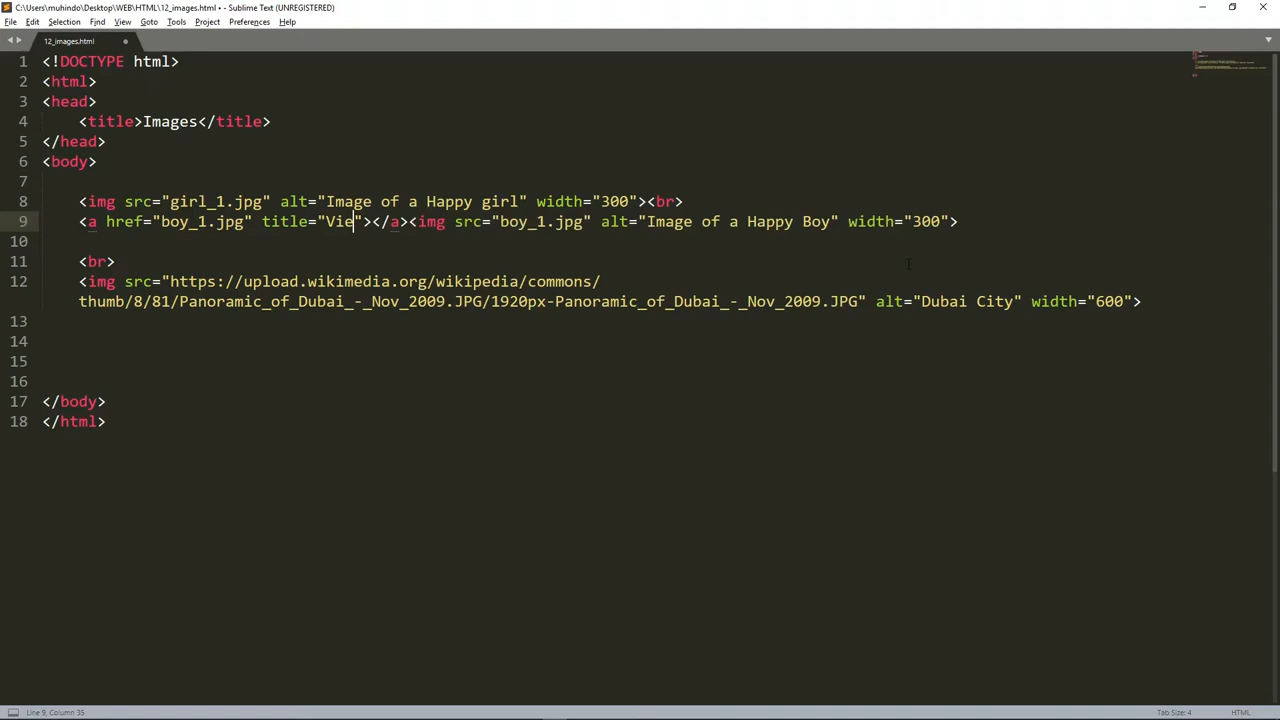 C:\Users\muhindo\Desktop\WEB\HTML\12_images.html • - Sublime Text (UNREGISTERED)
File Edit Selection Find View Goto Tools Project Preferences Help
12_images.html
1 <!DOCTYPE html>
2 <html>
3 <head>
4 <title>Images</title>
5 </head>
6 <body>
7
8 <img src="girl_1.jpg" alt="Image of a Happy girl" width="300"><br>
9 <a href="boy_1.jpg" title="Vie"></a><img src="boy_1.jpg" alt="Image of a Happy Boy" width="300">
10
11 <br>
12 <img src="https://upload.wikimedia.org/wikipedia/commons/
thumb/8/81/Panoramic_of_Dubai_-_Nov_2009.JPG/1920px-Panoramic_of_Dubai_-_Nov_2009.JPG" alt="Dubai City" width="600">
13
14
15
16
17 </body>
18 </html>
Line 9, Column 35
Tab Size: 4 HTML